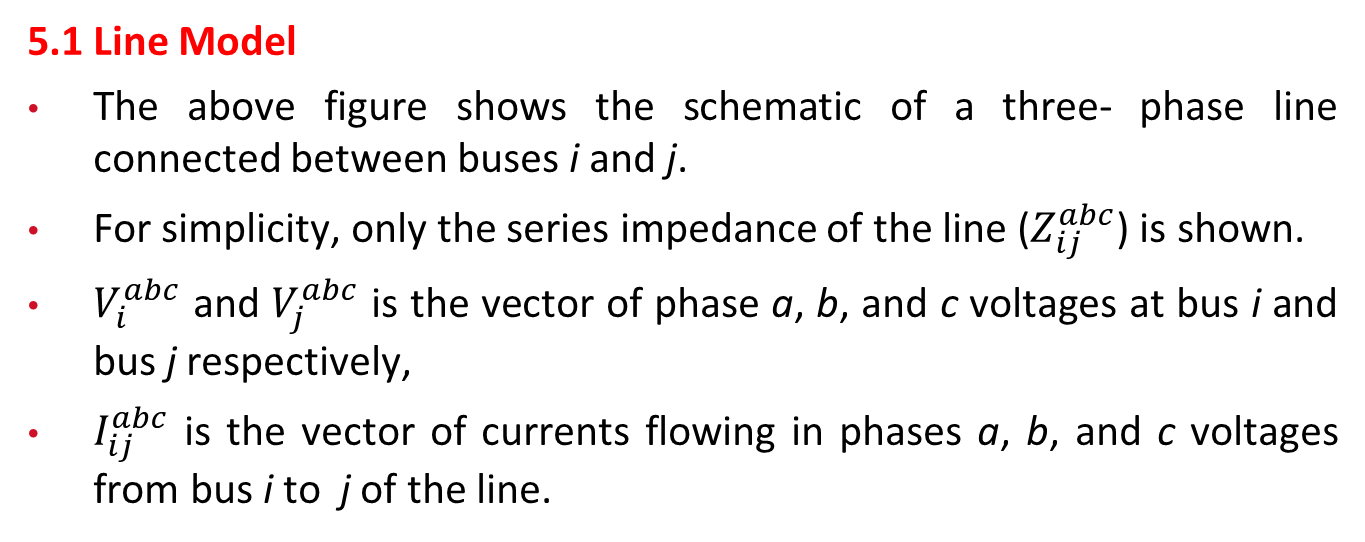 5.1 Line Model
• The above figure shows the schematic of a three- phase line
connected between buses i and j.
• For simplicity, only the series impedance of the line (Z_{ij}^{abc}) is shown.
• V_i^{abc} and V_j^{abc} is the vector of phase a, b, and c voltages at bus i and
bus j respectively,
• I_{ij}^{abc} is the vector of currents flowing in phases a, b, and c voltages
from bus i to j of the line.